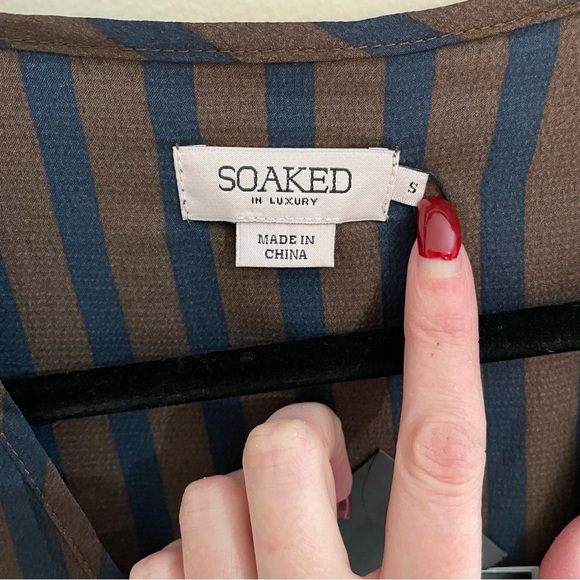 SOAKED
IN LUXURY
S
MADE IN
CHINA